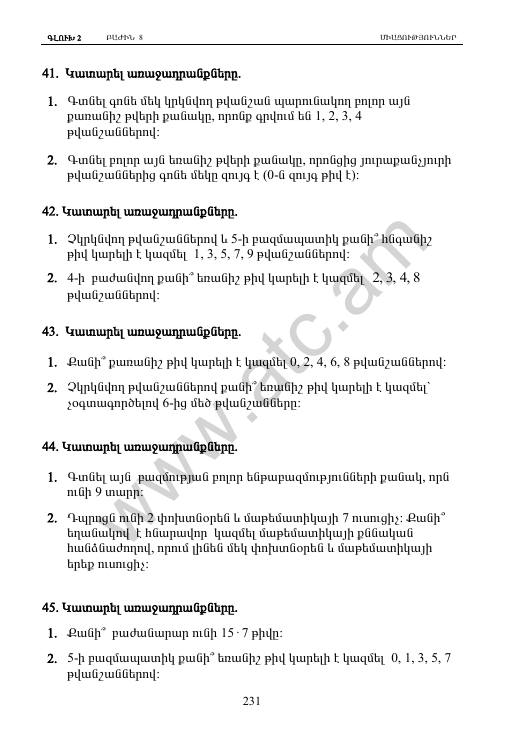 ԳԼՈՒԽ 2 ԲԱԺԻՆ 8 ՄԻԱՑՈՒԹՅՈՒՆՆԵՐ
41. Կատարել առաջադրանքները.
1. Գտնել գոնե մեկ կրկնվող թվանշան պարունակող բոլոր այն
քառանիշ թվերի քանակը, որոնք գրվում են 1, 2, 3, 4
թվանշաններով:
2. Գտնել բոլոր այն եռանիշ թվերի քանակը, որոնցից յուրաքանչյուրի
թվանշաններից գոնե մեկը զույգ է (0-ն զույգ թիվ է):
42. Կատարել առաջադրանքները.
1. Չկրկնվող թվանշաններով և 5-ի բազմապատիկ քանի՞ հնգանիշ
թիվ կարելի է կազմել 1, 3, 5, 7, 9 թվանշաններով:
2. 4-ի բաժանվող քանի՞ եռանիշ թիվ կարելի է կազմել 2, 3, 4, 8
թվանշաններով:
43. Կատարել առաջադրանքները.
1. Քանի՞ քառանիշ թիվ կարելի է կազմել 0, 2, 4, 6, 8 թվանշաններով:
2. Չկրկնվող թվանշաններով քանի՞ եռանիշ թիվ կարելի է կազմել՝
չօգտագործելով 6-ից մեծ թվանշանները:
44. Կատարել առաջադրանքները.
1. Գտնել այն բազմության բոլոր ենթաբազմությունների քանակ, որն
ունի 9 տարր:
2. Դպրոցն ունի 2 փոխտնօրեն և մաթեմատիկայի 7 ուսուցիչ: Քանի՞
եղանակով է հնարավոր կազմել մաթեմատիկայի քննական
հանձնաժողով, որում լինեն մեկ փոխտնօրեն և մաթեմատիկայի
երեք ուսուցիչ:
45. Կատարել առաջադրանքները.
1. Քանի՞ բաժանարար ունի 15 · 7 թիվը:
2. 5-ի բազմապատիկ քանի՞ եռանիշ թիվ կարելի է կազմել 0, 1, 3, 5, 7
թվանշաններով:
231
www.atc.am